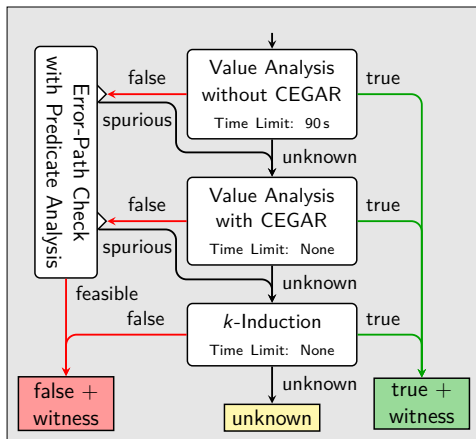 Value Analysis
without CEGAR
Time Limit: 90 s
false
true
spurious
unknown
Error-Path Check
with Predicate Analysis
Value Analysis
with CEGAR
Time Limit: None
false
true
spurious
unknown
feasible
k-Induction
Time Limit: None
false
true
unknown
false +
witness
unknown
true +
witness